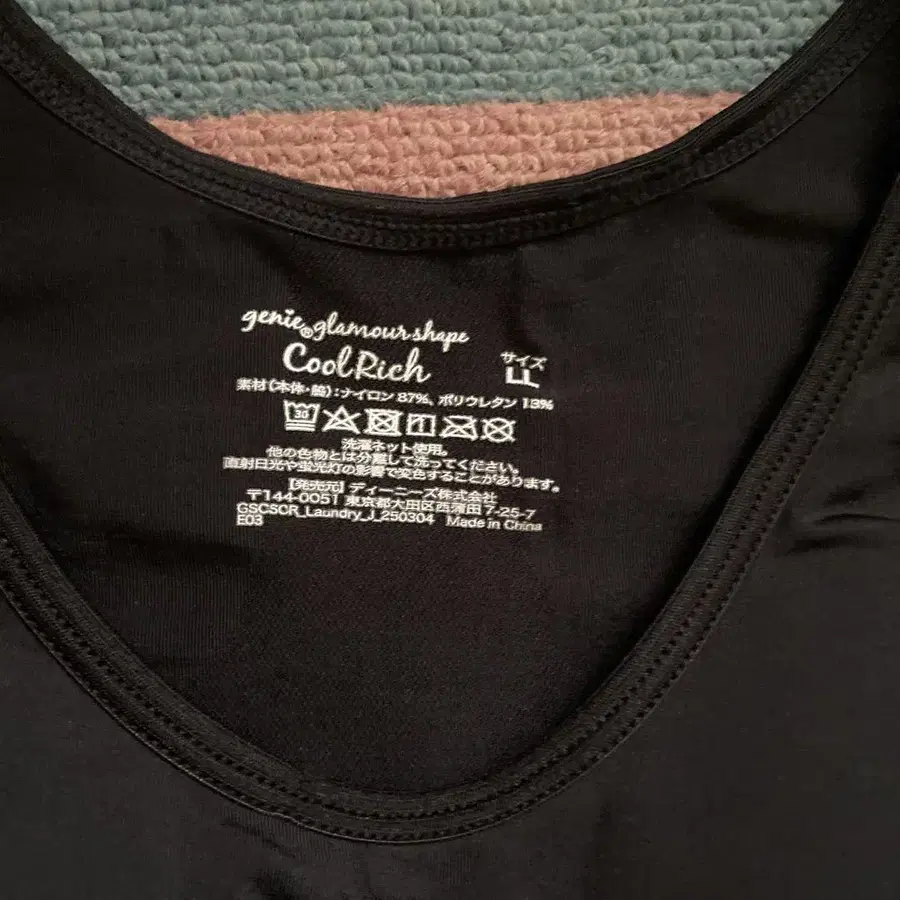 genie® glamour shape
CoolRich
サイズ
F
素材(本体・脇):ナイロン 87%、ポリウレタン 13%
30
洗濯ネット使用。
他の色物とは分離して洗ってください。
直射日光や蛍光灯の影響で変色することがあります。
【発売元】ディーニーズ株式会社
〒144-0051 東京都大田区西蒲田7-25-7
GSCSCR_Laundry_J_250304 Made in China
E03